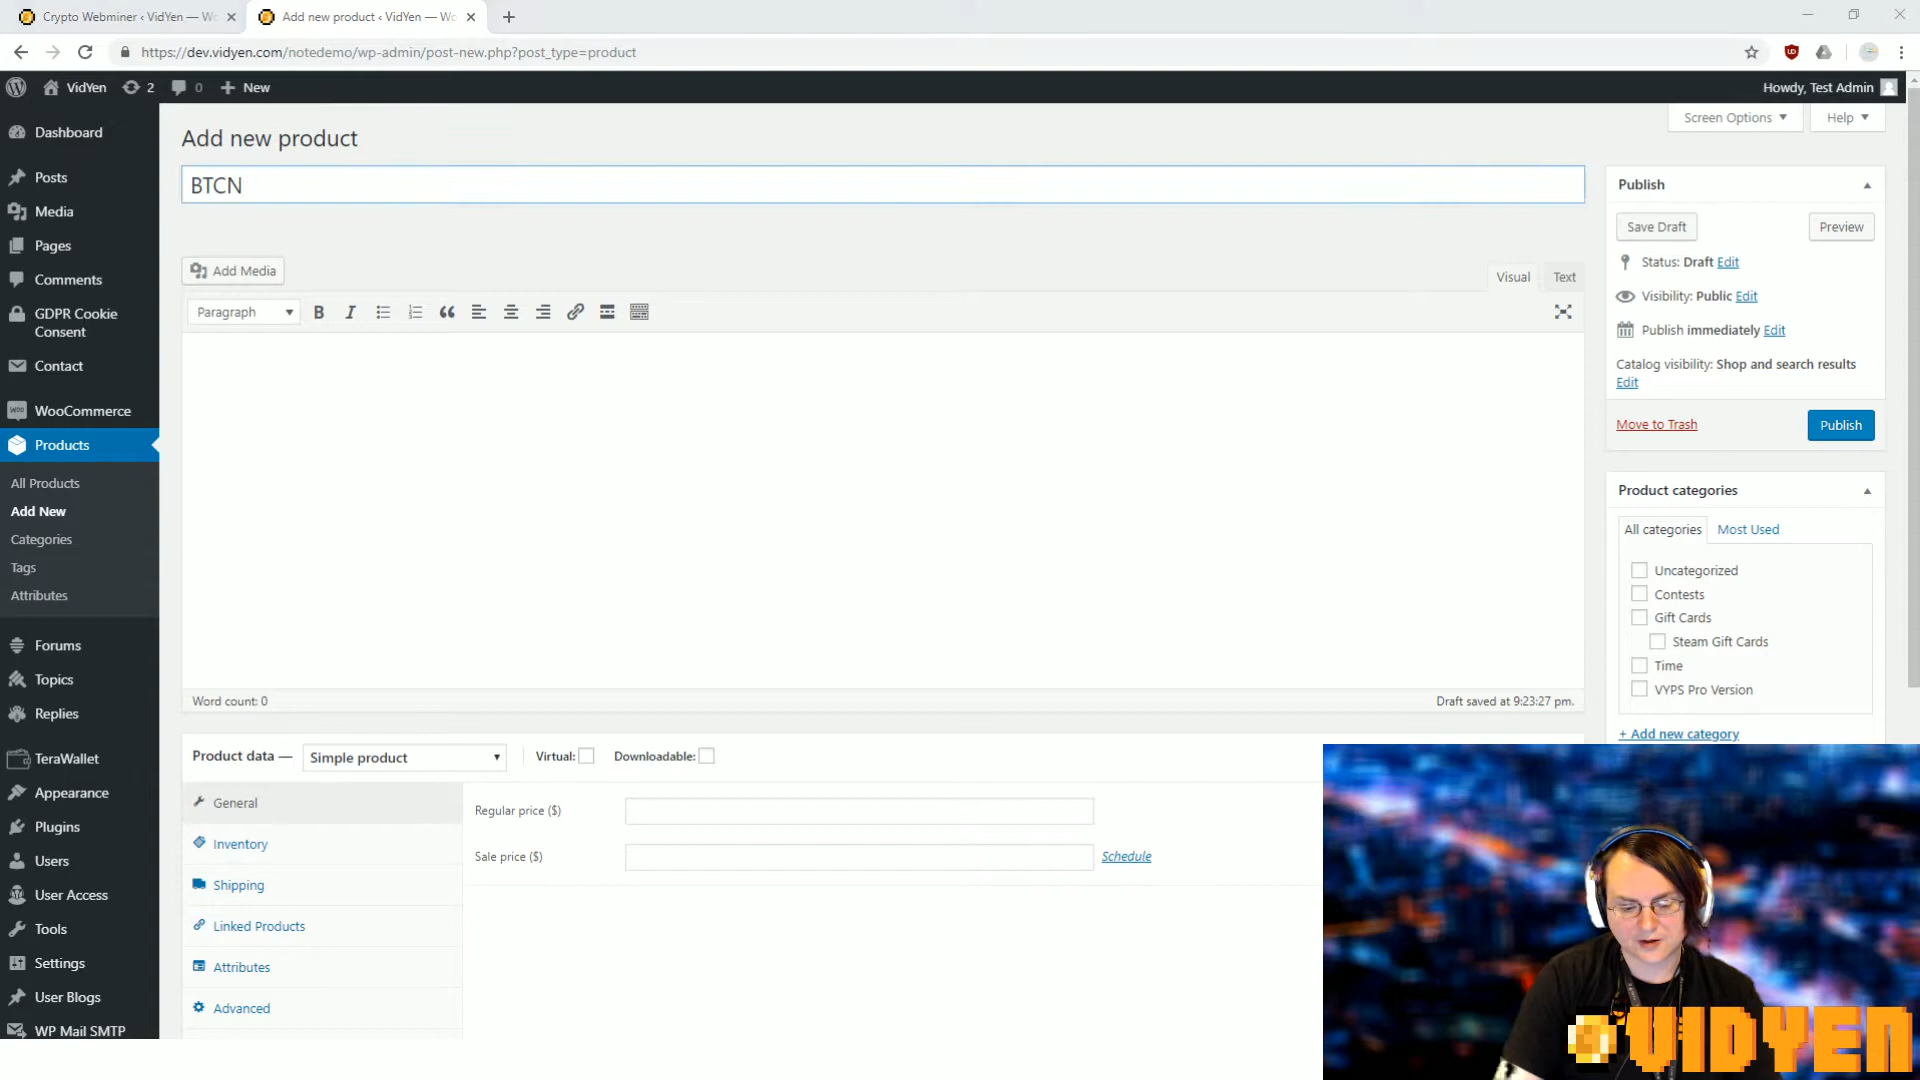 Crypto Webminer ‹ VidYen — Wo
Add new product ‹ VidYen — Wo
https://dev.vidyen.com/notedemo/wp-admin/post-new.php?post_type=product
VidYen
2
0
New
Howdy, Test Admin
Dashboard
Posts
Media
Pages
Comments
GDPR Cookie
Consent
Contact
WooCommerce
Products
All Products
Add New
Categories
Tags
Attributes
Forums
Topics
Replies
TeraWallet
Appearance
Plugins
Users
User Access
Tools
Settings
User Blogs
WP Mail SMTP
Screen Options
Help
Add new product
BTCN
Add Media
Visual
Text
Paragraph
B
I
Word count: 0
Draft saved at 9:23:27 pm.
Product data —
Simple product
Virtual:
Downloadable:
General
Inventory
Shipping
Linked Products
Attributes
Advanced
Regular price ($)
Sale price ($)
Schedule
Publish
Save Draft
Preview
Status: Draft Edit
Visibility: Public Edit
Publish immediately Edit
Catalog visibility: Shop and search results
Edit
Move to Trash
Publish
Product categories
All categories
Most Used
Uncategorized
Contests
Gift Cards
Steam Gift Cards
Time
VYPS Pro Version
+ Add new category
VIDYEN